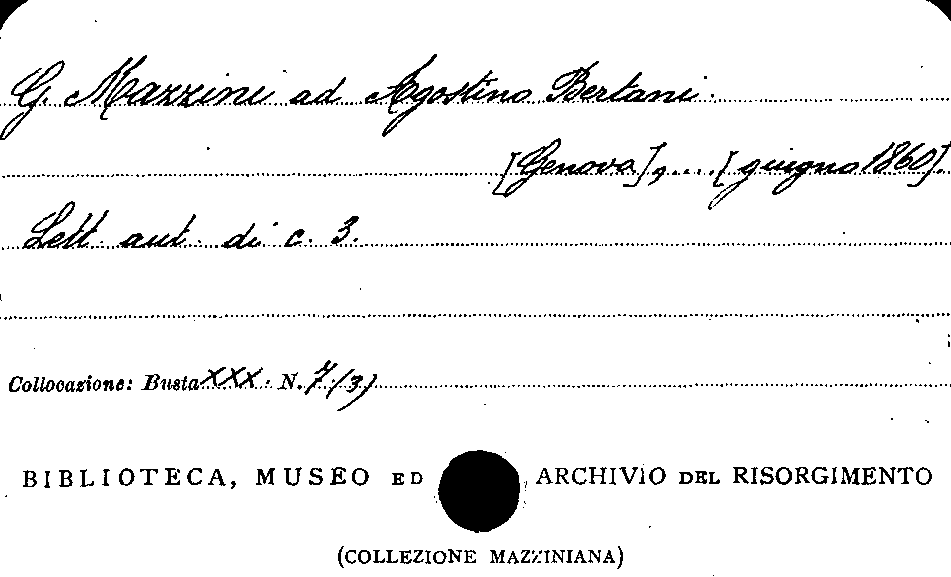 G. Mazzini ad Agostino Bertani.
[Genova], .... [giugno 1860].
Lett. aut. di c. 3.
Collocazione: Busta XXX. N. 7 (3)
BIBLIOTECA, MUSEO ED ARCHIVIO DEL RISORGIMENTO
(COLLEZIONE MAZZINIANA)